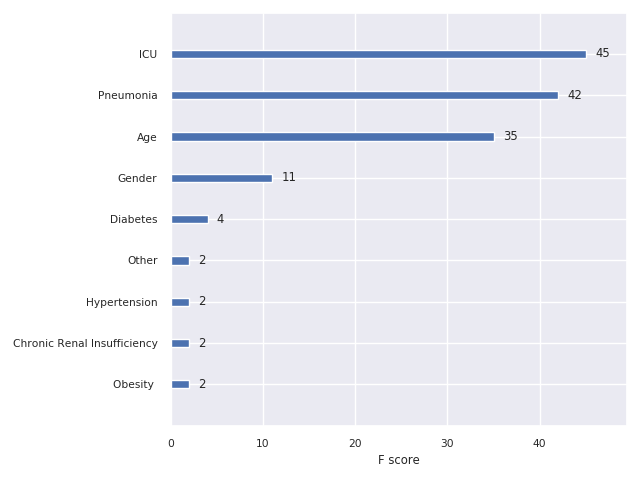 ICU 45
Pneumonia 42
Age 35
Gender 11
Diabetes 4
Other 2
Hypertension 2
Chronic Renal Insufficiency 2
Obesity 2
0 10 20 30 40
F score